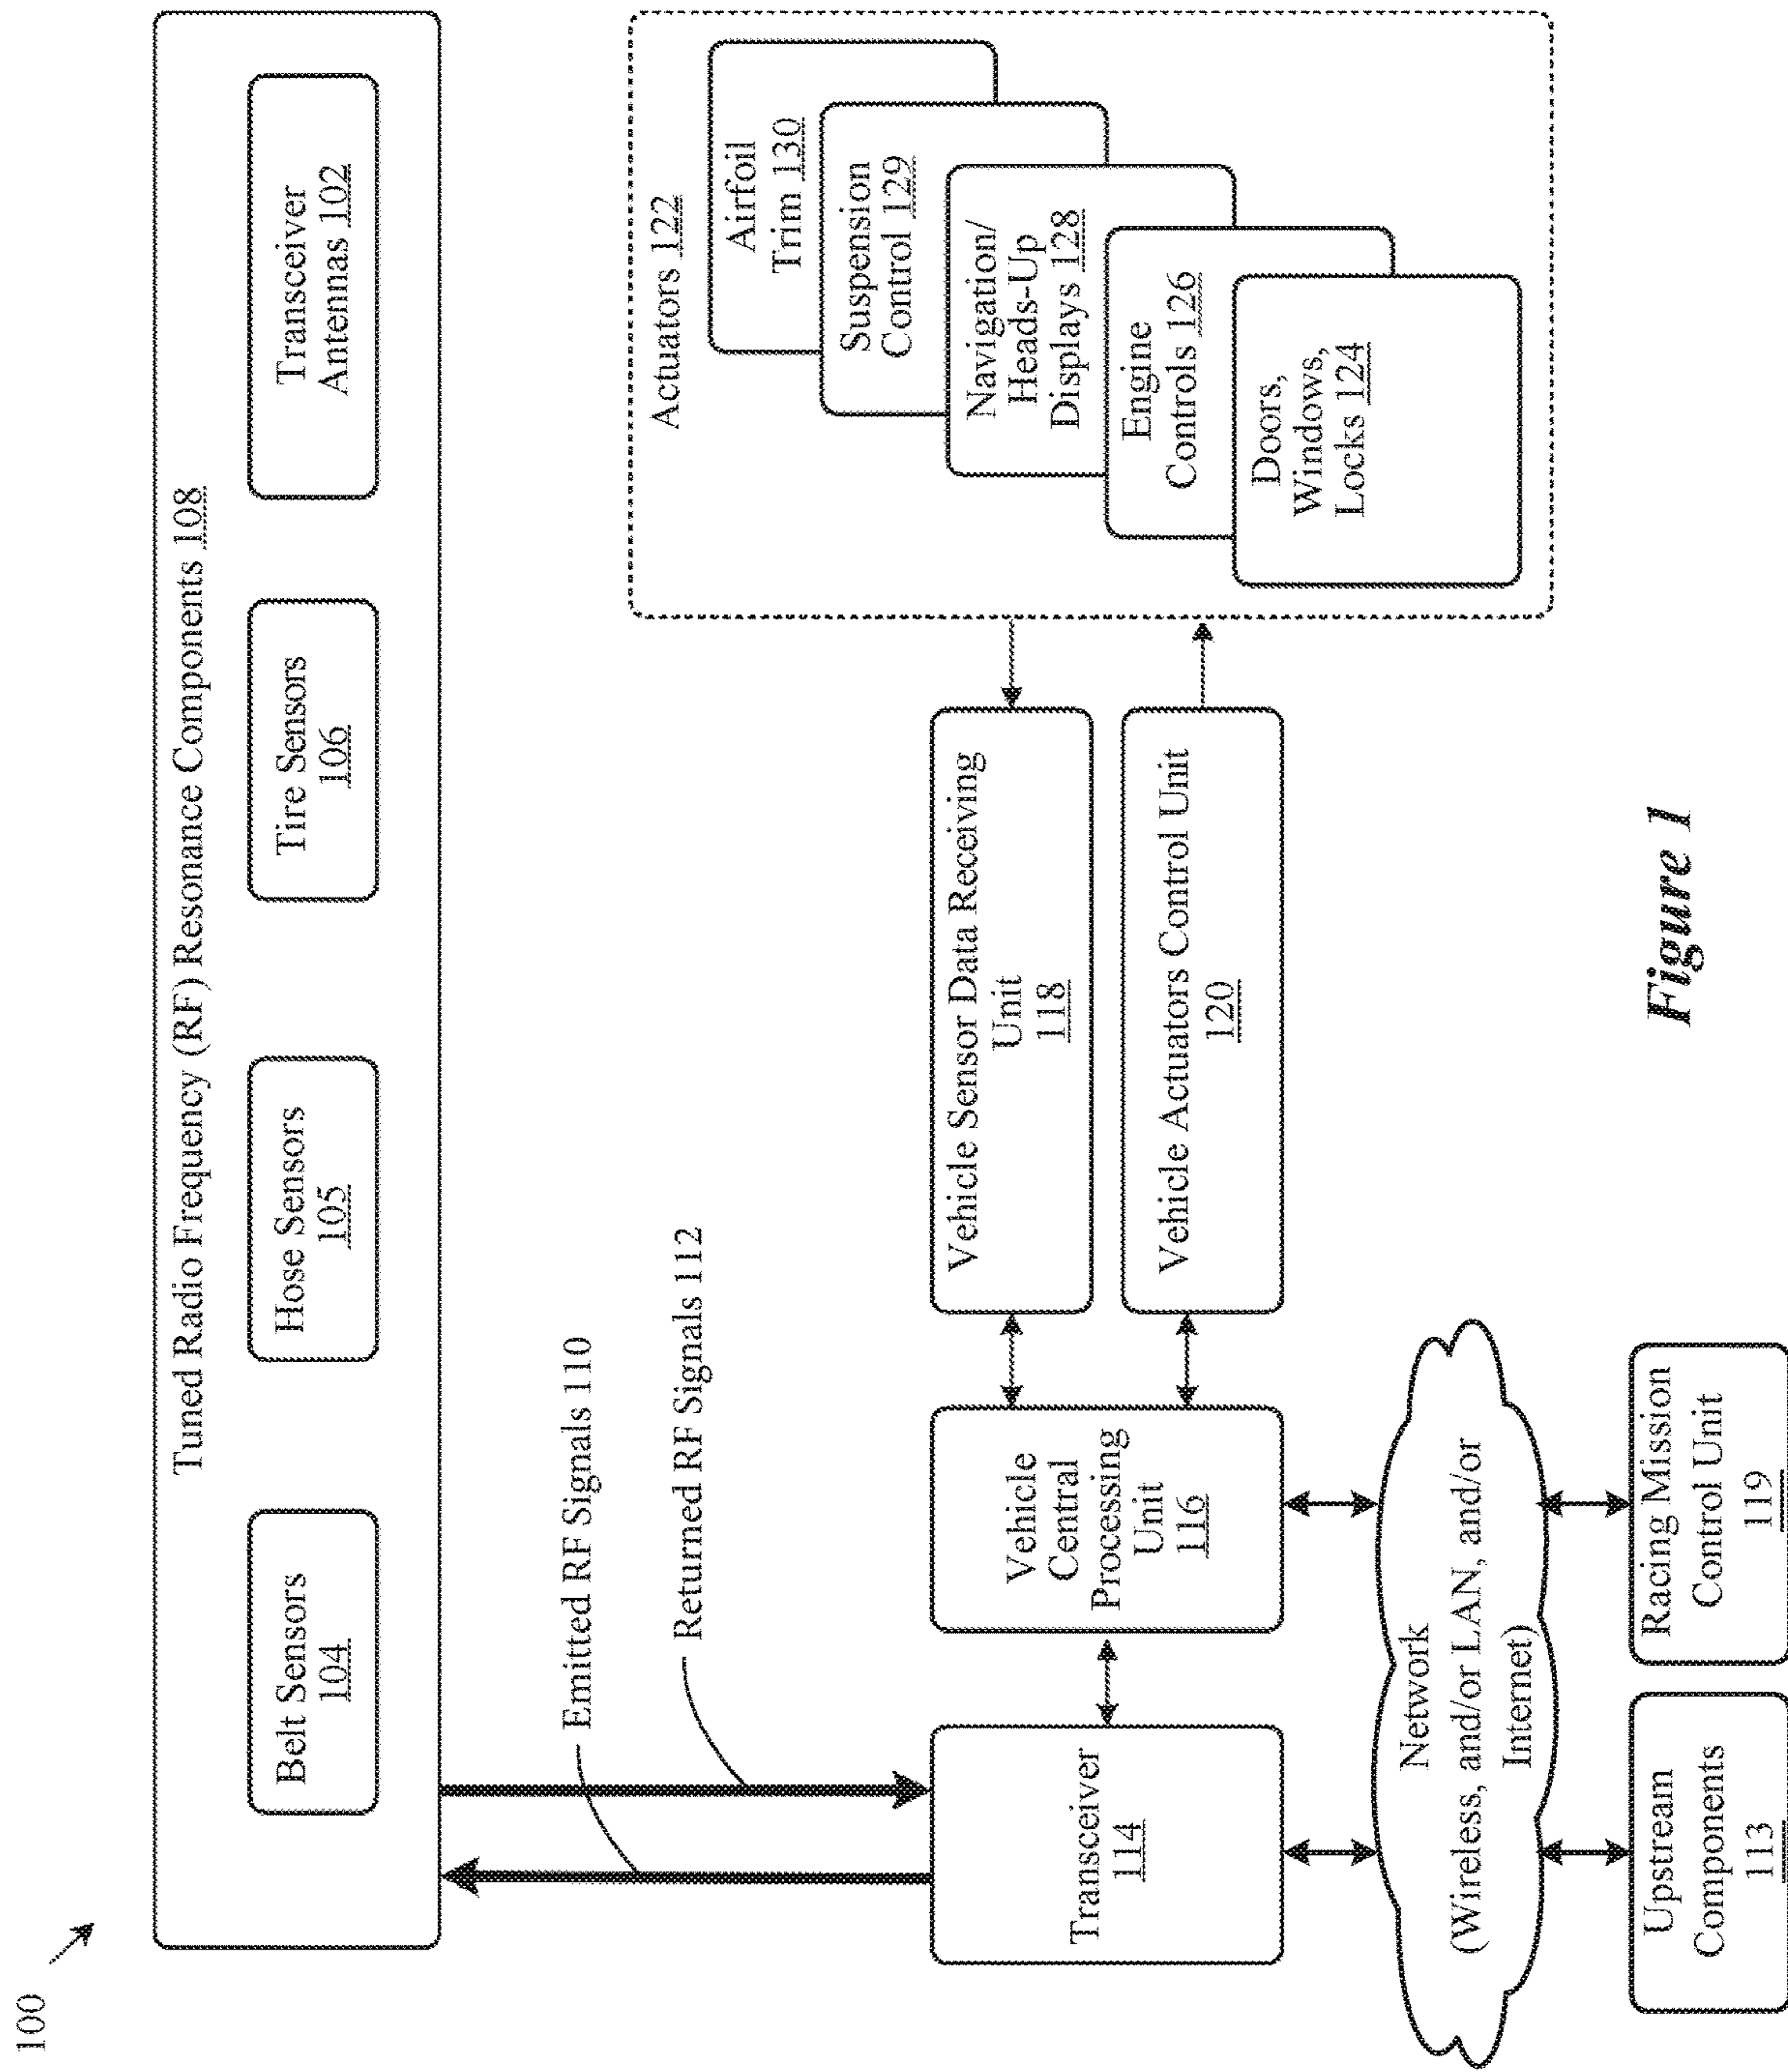 100
Tuned Radio Frequency (RF) Resonance Components 108
Belt Sensors
104
Hose Sensors
105
Tire Sensors
106
Transceiver
Antennas 102
Emitted RF Signals 110
Returned RF Signals 112
Actuators 122
Airfoil
Trim 130
Suspension
Control 129
Navigation/
Heads-Up
Displays 128
Engine
Controls 126
Doors,
Windows,
Locks 124
Transceiver
114
Vehicle
Central
Processing
Unit
116
Vehicle Sensor Data Receiving
Unit
118
Vehicle Actuators Control Unit
120
Network
(Wireless, and/or LAN, and/or
Internet)
Upstream
Components
113
Racing Mission
Control Unit
119
Figure 1